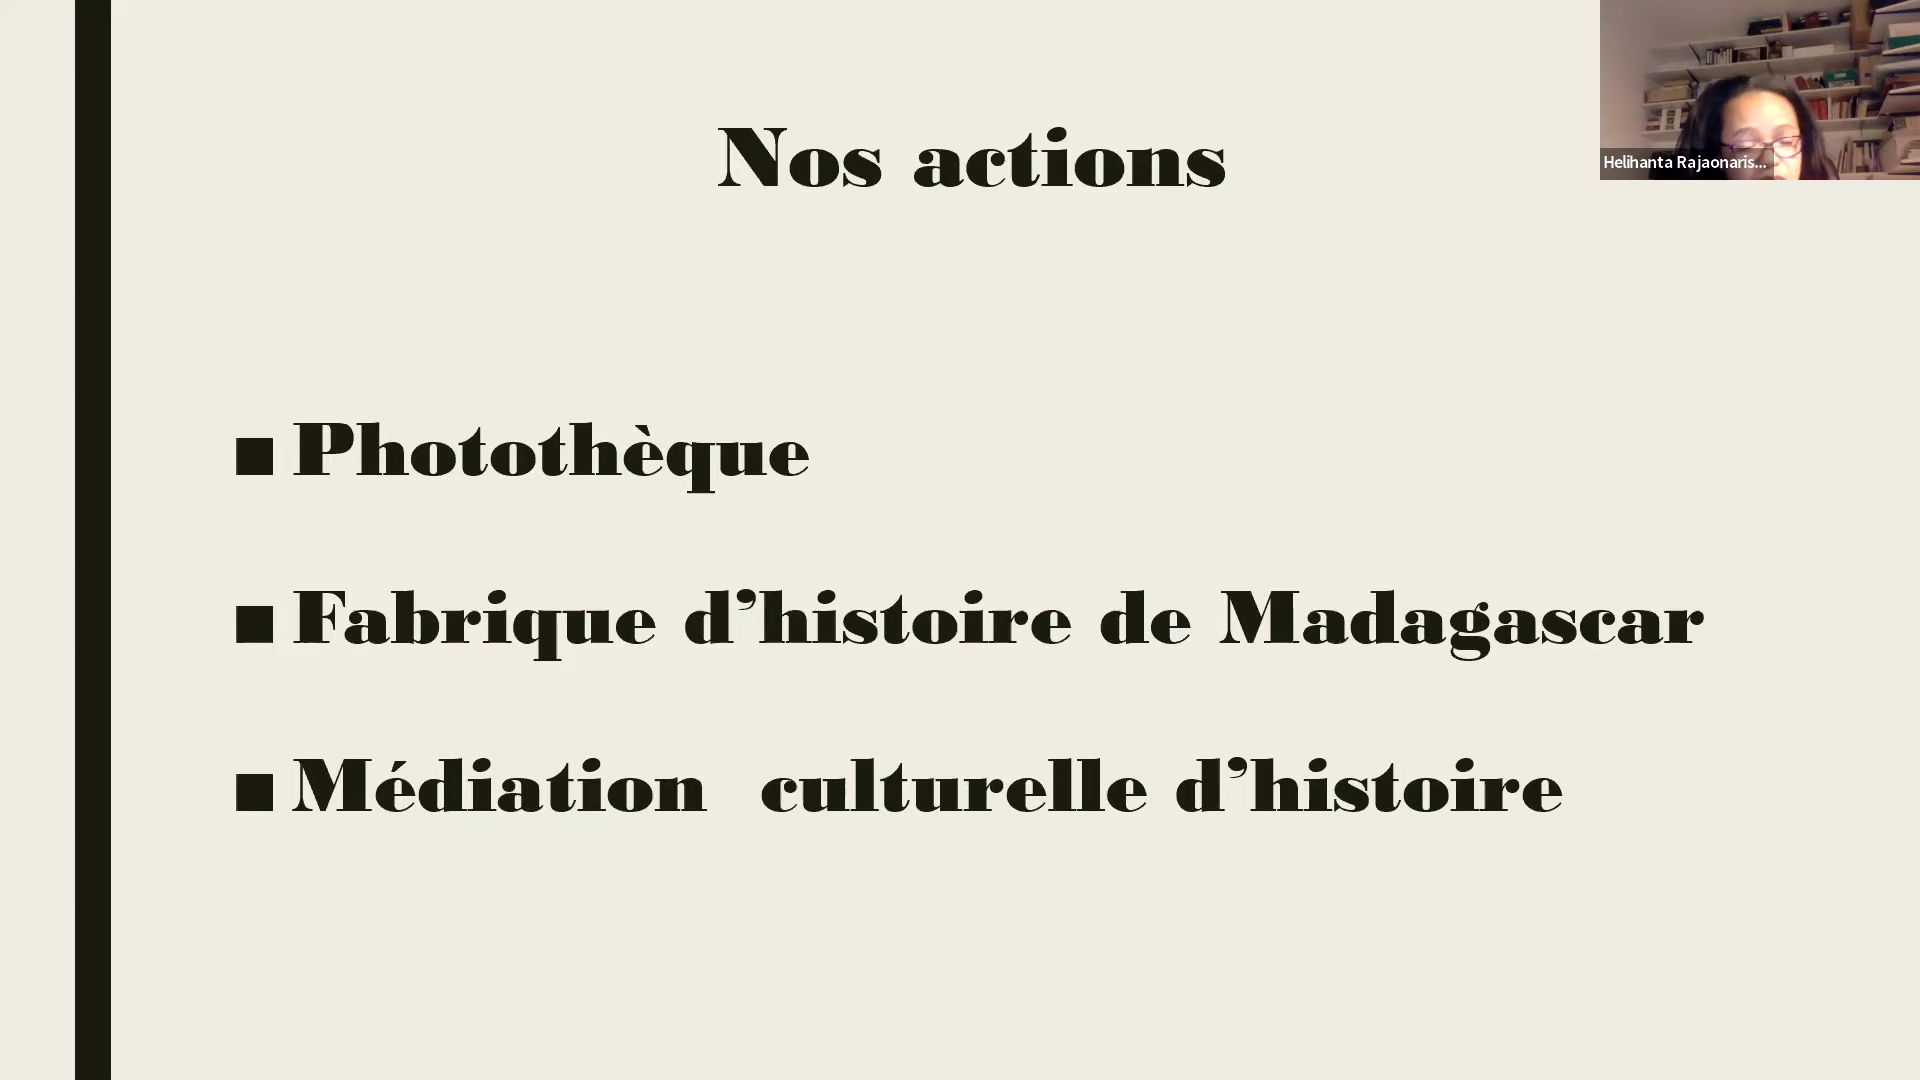 Nos actions
Helihanta Rajaonaris...
■ Photothèque
■ Fabrique d’histoire de Madagascar
■ Médiation culturelle d’histoire